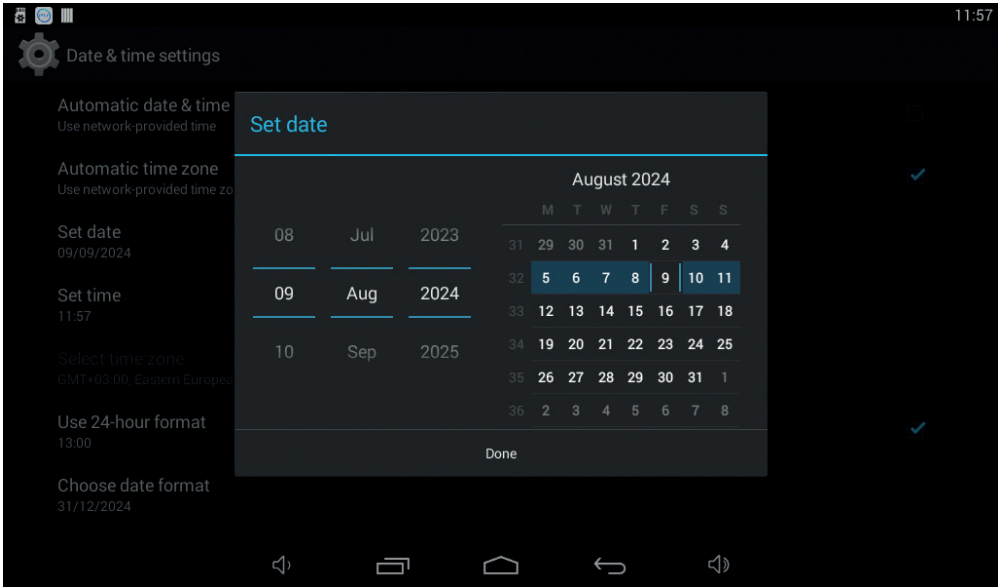 11:57
Date & time settings
Automatic date & time
Use network-provided time
Automatic time zone
Use network-provided time zo
Set date
09/09/2024
Set time
11:57
Select time zone
GMT+03:00, Eastern Europea
Use 24-hour format
13:00
Choose date format
31/12/2024
Set date
08 Jul 2023
09 Aug 2024
10 Sep 2025
August 2024
M T W T F S S
31 29 30 31 1 2 3 4
32 5 6 7 8 9 10 11
33 12 13 14 15 16 17 18
34 19 20 21 22 23 24 25
35 26 27 28 29 30 31 1
36 2 3 4 5 6 7 8
Done